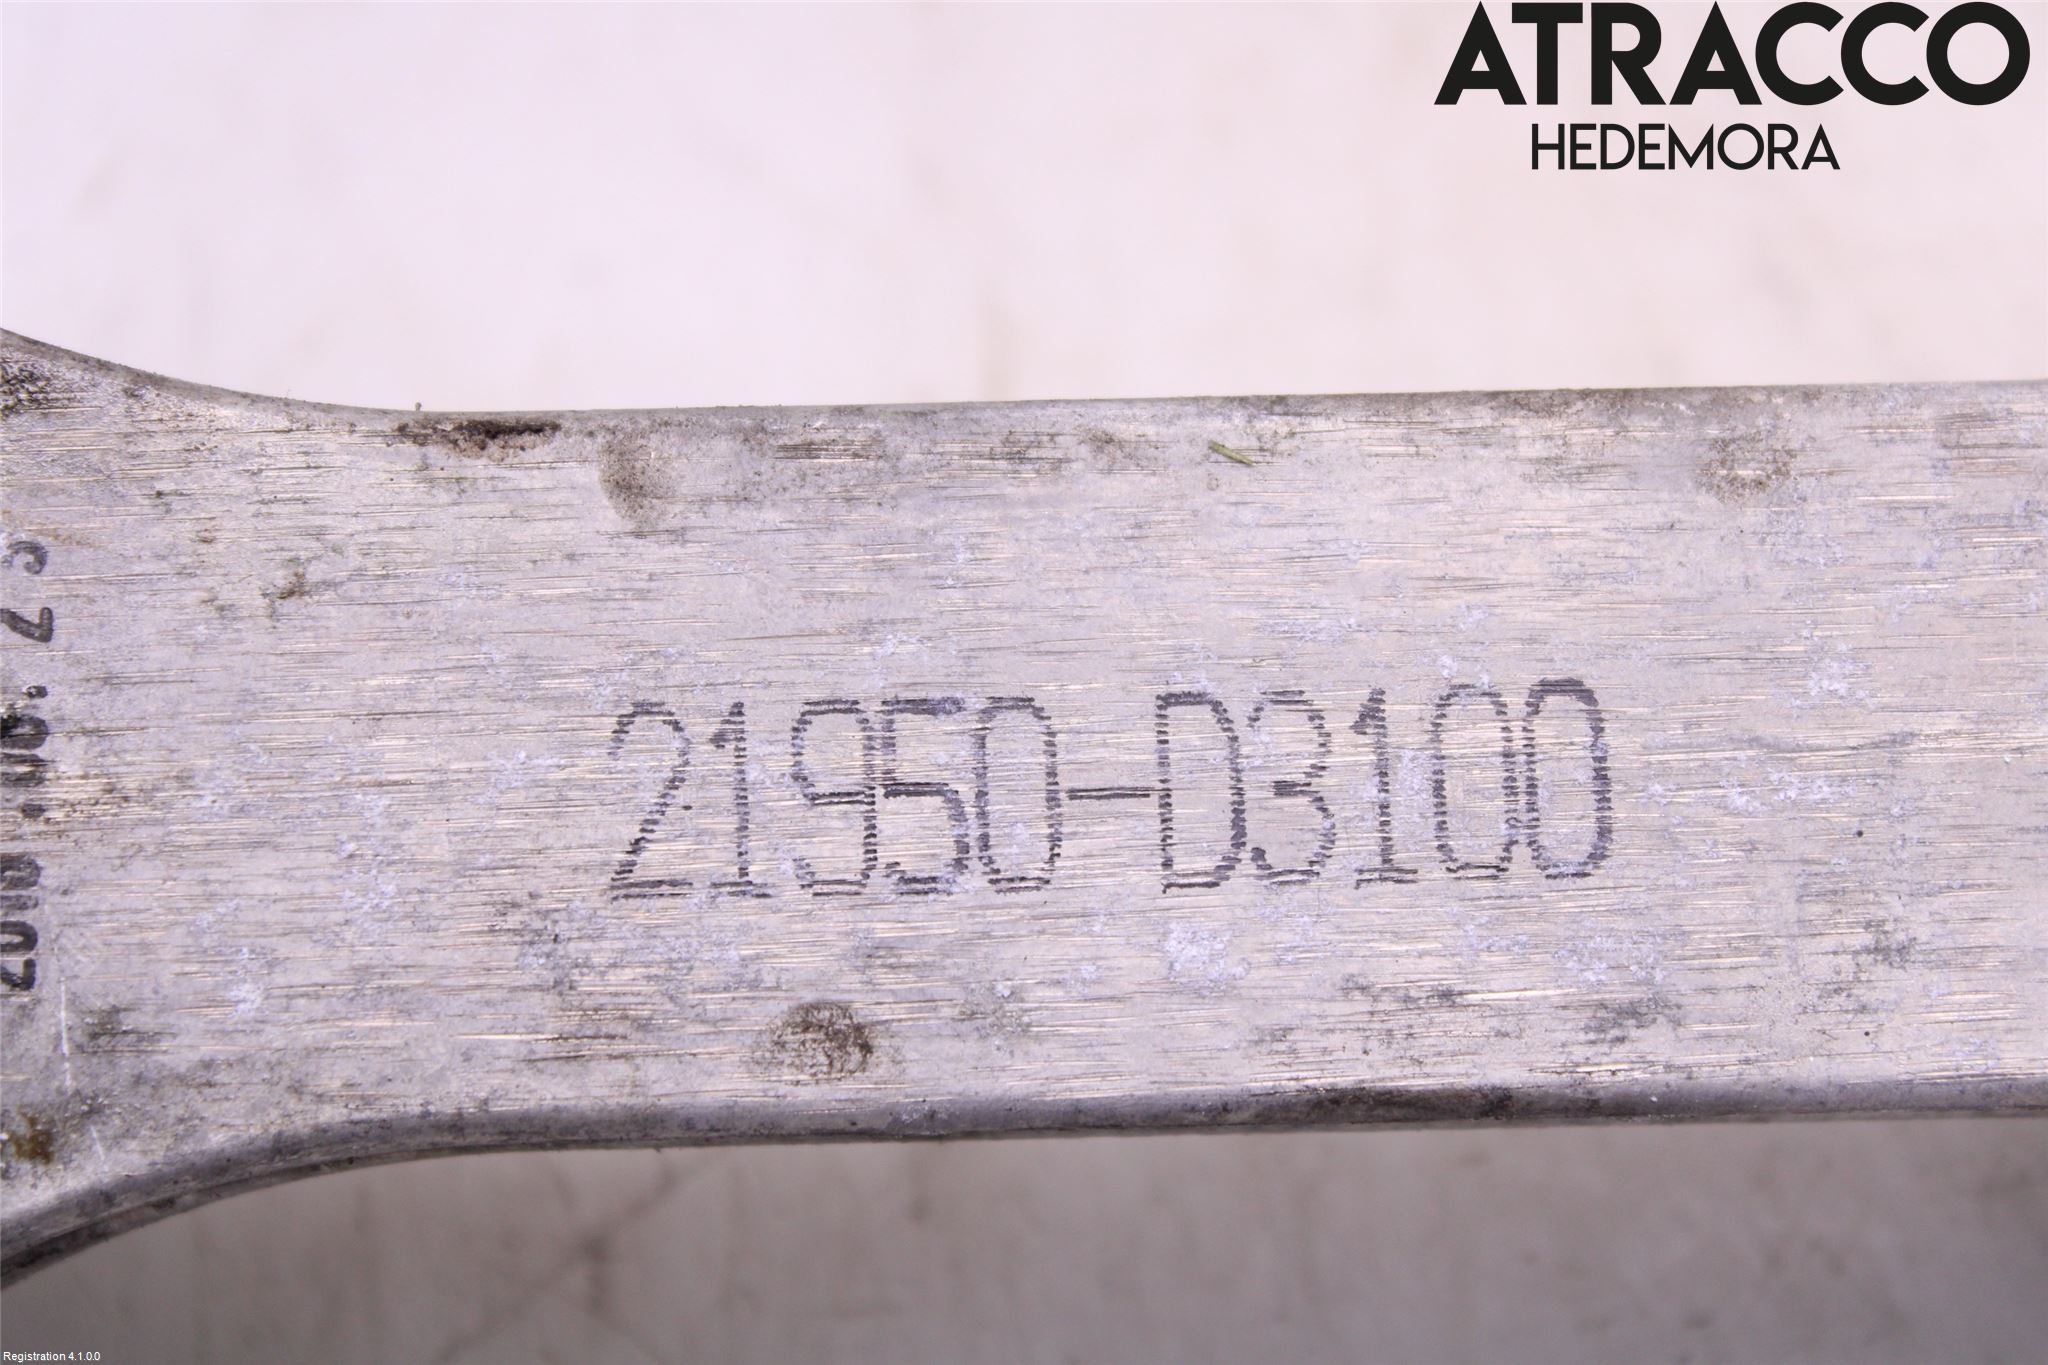 ATRACCO
HEDEMORA
21950-D3100
Registration 4.1.0.0